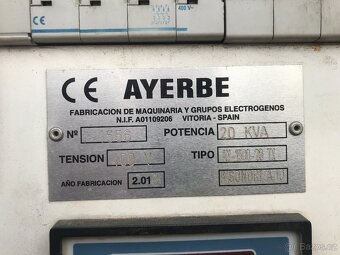 400 V~
CE AYERBE
FABRICACION DE MAQUINARIA Y GRUPOS ELECTROGENOS
N.I.F. A01109206 VITORIA - SPAIN
Nº POTENCIA 20 KVA
TENSION TIPO
AÑO FABRICACION 2.01